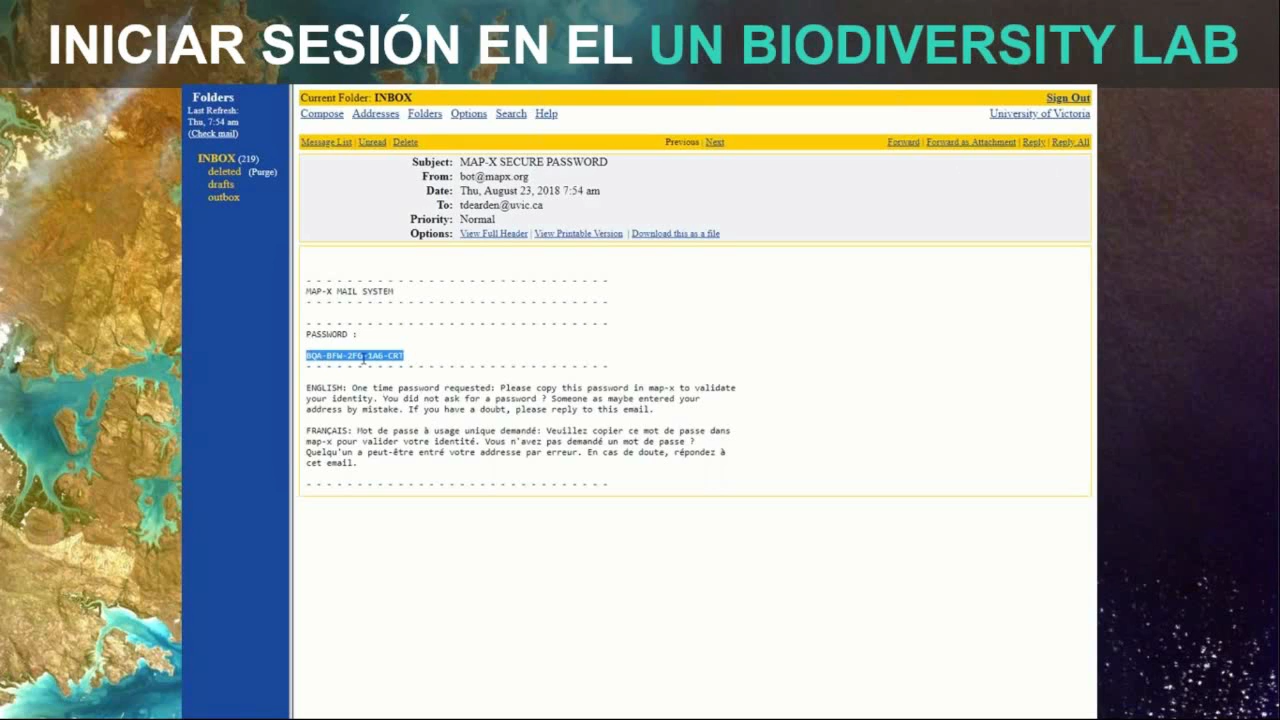 INICIAR SESIÓN EN EL UN BIODIVERSITY LAB
Folders
Last Refresh:
Thu, 7:54 am
(Check mail)
INBOX (219)
deleted (Purge)
drafts
outbox
Current Folder: INBOX
Sign Out
Compose Addresses Folders Options Search Help
University of Victoria
Message List | Unread | Delete
Previous | Next
Forward | Forward as Attachment | Reply | Reply All
Subject: MAP-X SECURE PASSWORD
From: bot@mapx.org
Date: Thu, August 23, 2018 7:54 am
To: tdearden@uvic.ca
Priority: Normal
Options: View Full Header | View Printable Version | Download this as a file
- - - - - - - - - - - - - - - - - - - - - - - - - - - - -
MAP-X MAIL SYSTEM
- - - - - - - - - - - - - - - - - - - - - - - - - - - - -
- - - - - - - - - - - - - - - - - - - - - - - - - - - - -
PASSWORD :
- - - - - - - - - - - - - - - - - - - - - - - - - - - - -
ENGLISH: One time password requested: Please copy this password in map-x to validate
your identity. You did not ask for a password ? Someone as maybe entered your
address by mistake. If you have a doubt, please reply to this email.
FRANÇAIS: Mot de passe à usage unique demandé: Veuillez copier ce mot de passe dans
map-x pour valider votre identité. Vous n'avez pas demandé un mot de passe ?
Quelqu'un a peut-être entré votre addresse par erreur. En cas de doute, répondez à
cet email.
- - - - - - - - - - - - - - - - - - - - - - - - - - - - -